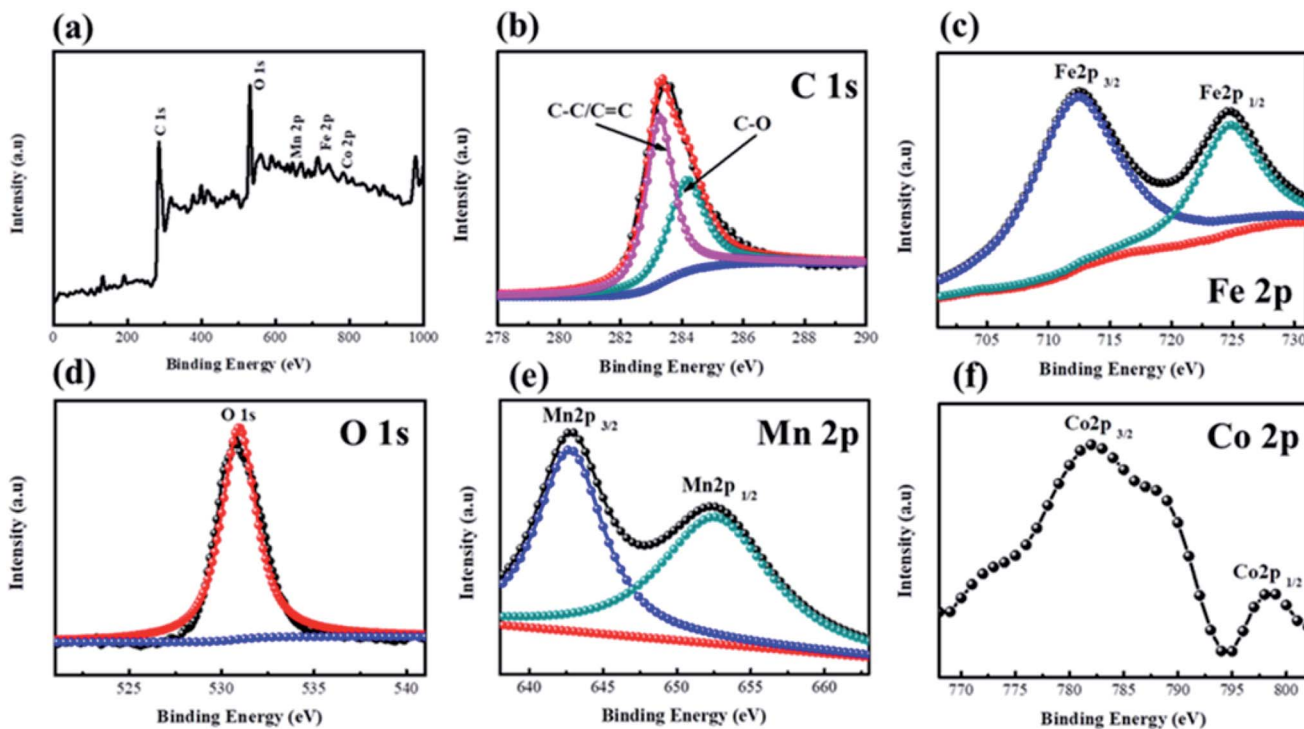 (a)
C 1s
O 1s
Mn 2p
Fe 2p
Co 2p
Intensity (a.u)
0 200 400 600 800 1000
Binding Energy (eV)
(b)
C 1s
C-C/C=C
C-O
Intensity (a.u)
278 280 282 284 286 288 290
Binding Energy (eV)
(c)
Fe2p 3/2
Fe2p 1/2
Fe 2p
Intensity (a.u)
705 710 715 720 725 730
Binding Energy (eV)
(d)
O 1s
O 1s
Intensity (a.u)
525 530 535 540
Binding Energy (eV)
(e)
Mn2p 3/2
Mn2p 1/2
Mn 2p
Intensity (a.u)
640 645 650 655 660
Binding Energy (eV)
(f)
Co2p 3/2
Co 2p
Co2p 1/2
Intensity (a.u)
770 775 780 785 790 795 800
Binding Energy (eV)